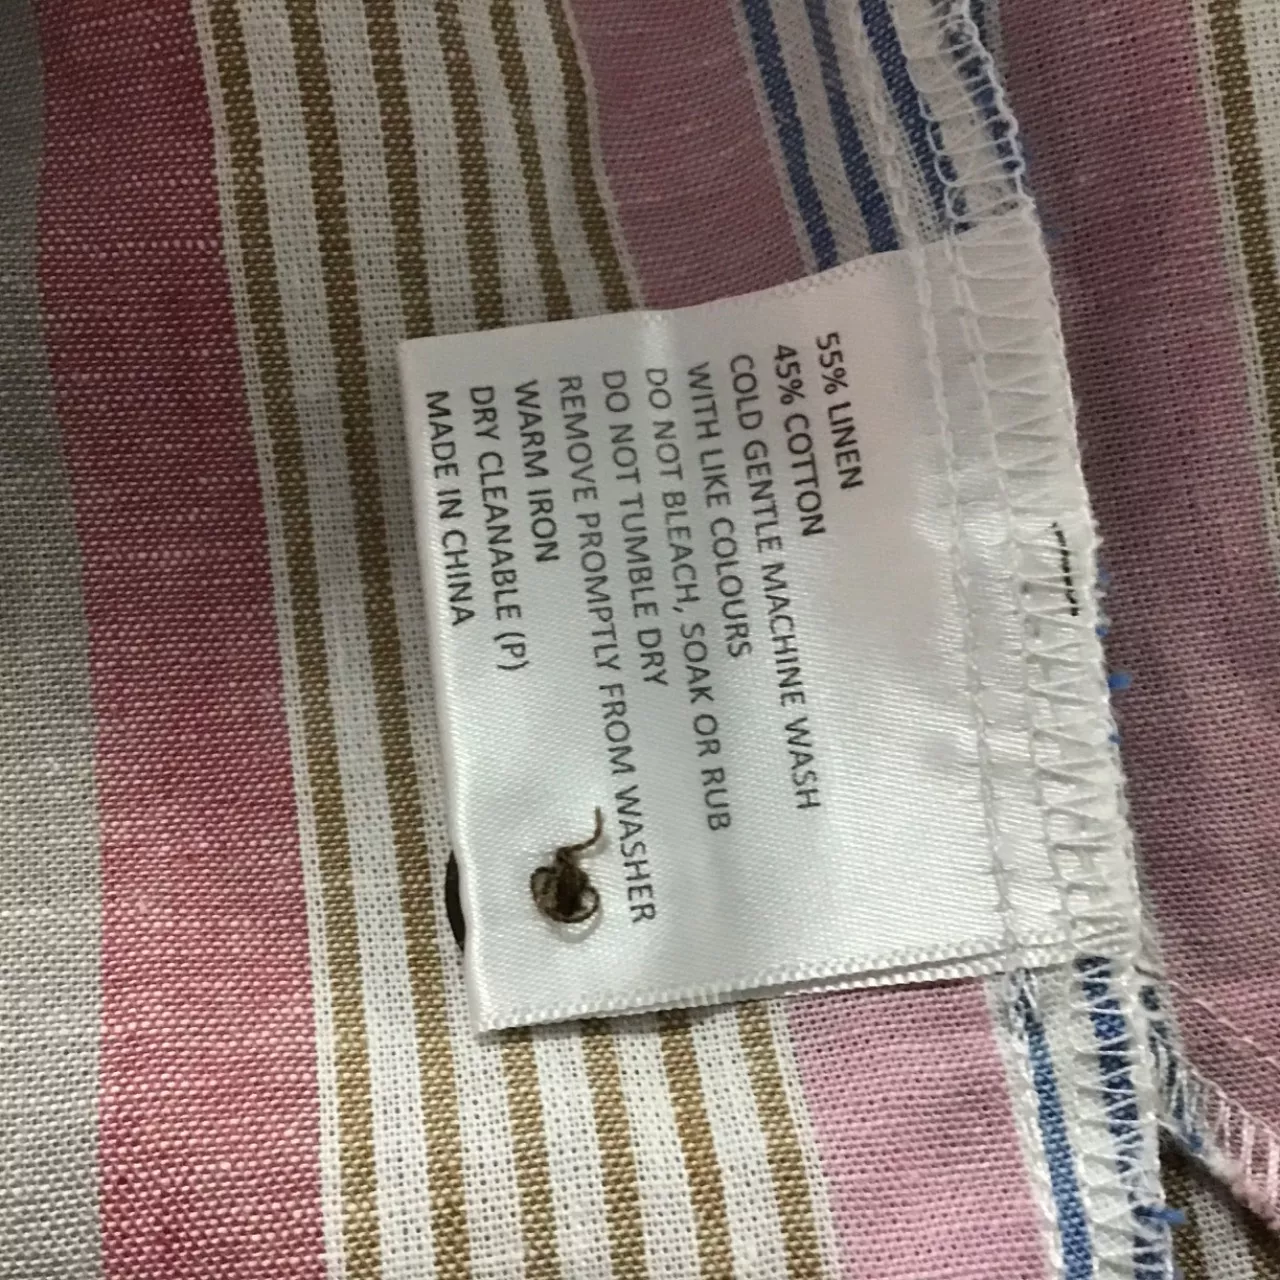 55% LINEN
45% COTTON
COLD GENTLE MACHINE WASH
WITH LIKE COLOURS
DO NOT BLEACH, SOAK OR RUB
DO NOT TUMBLE DRY
REMOVE PROMPTLY FROM WASHER
WARM IRON
DRY CLEANABLE (P)
MADE IN CHINA